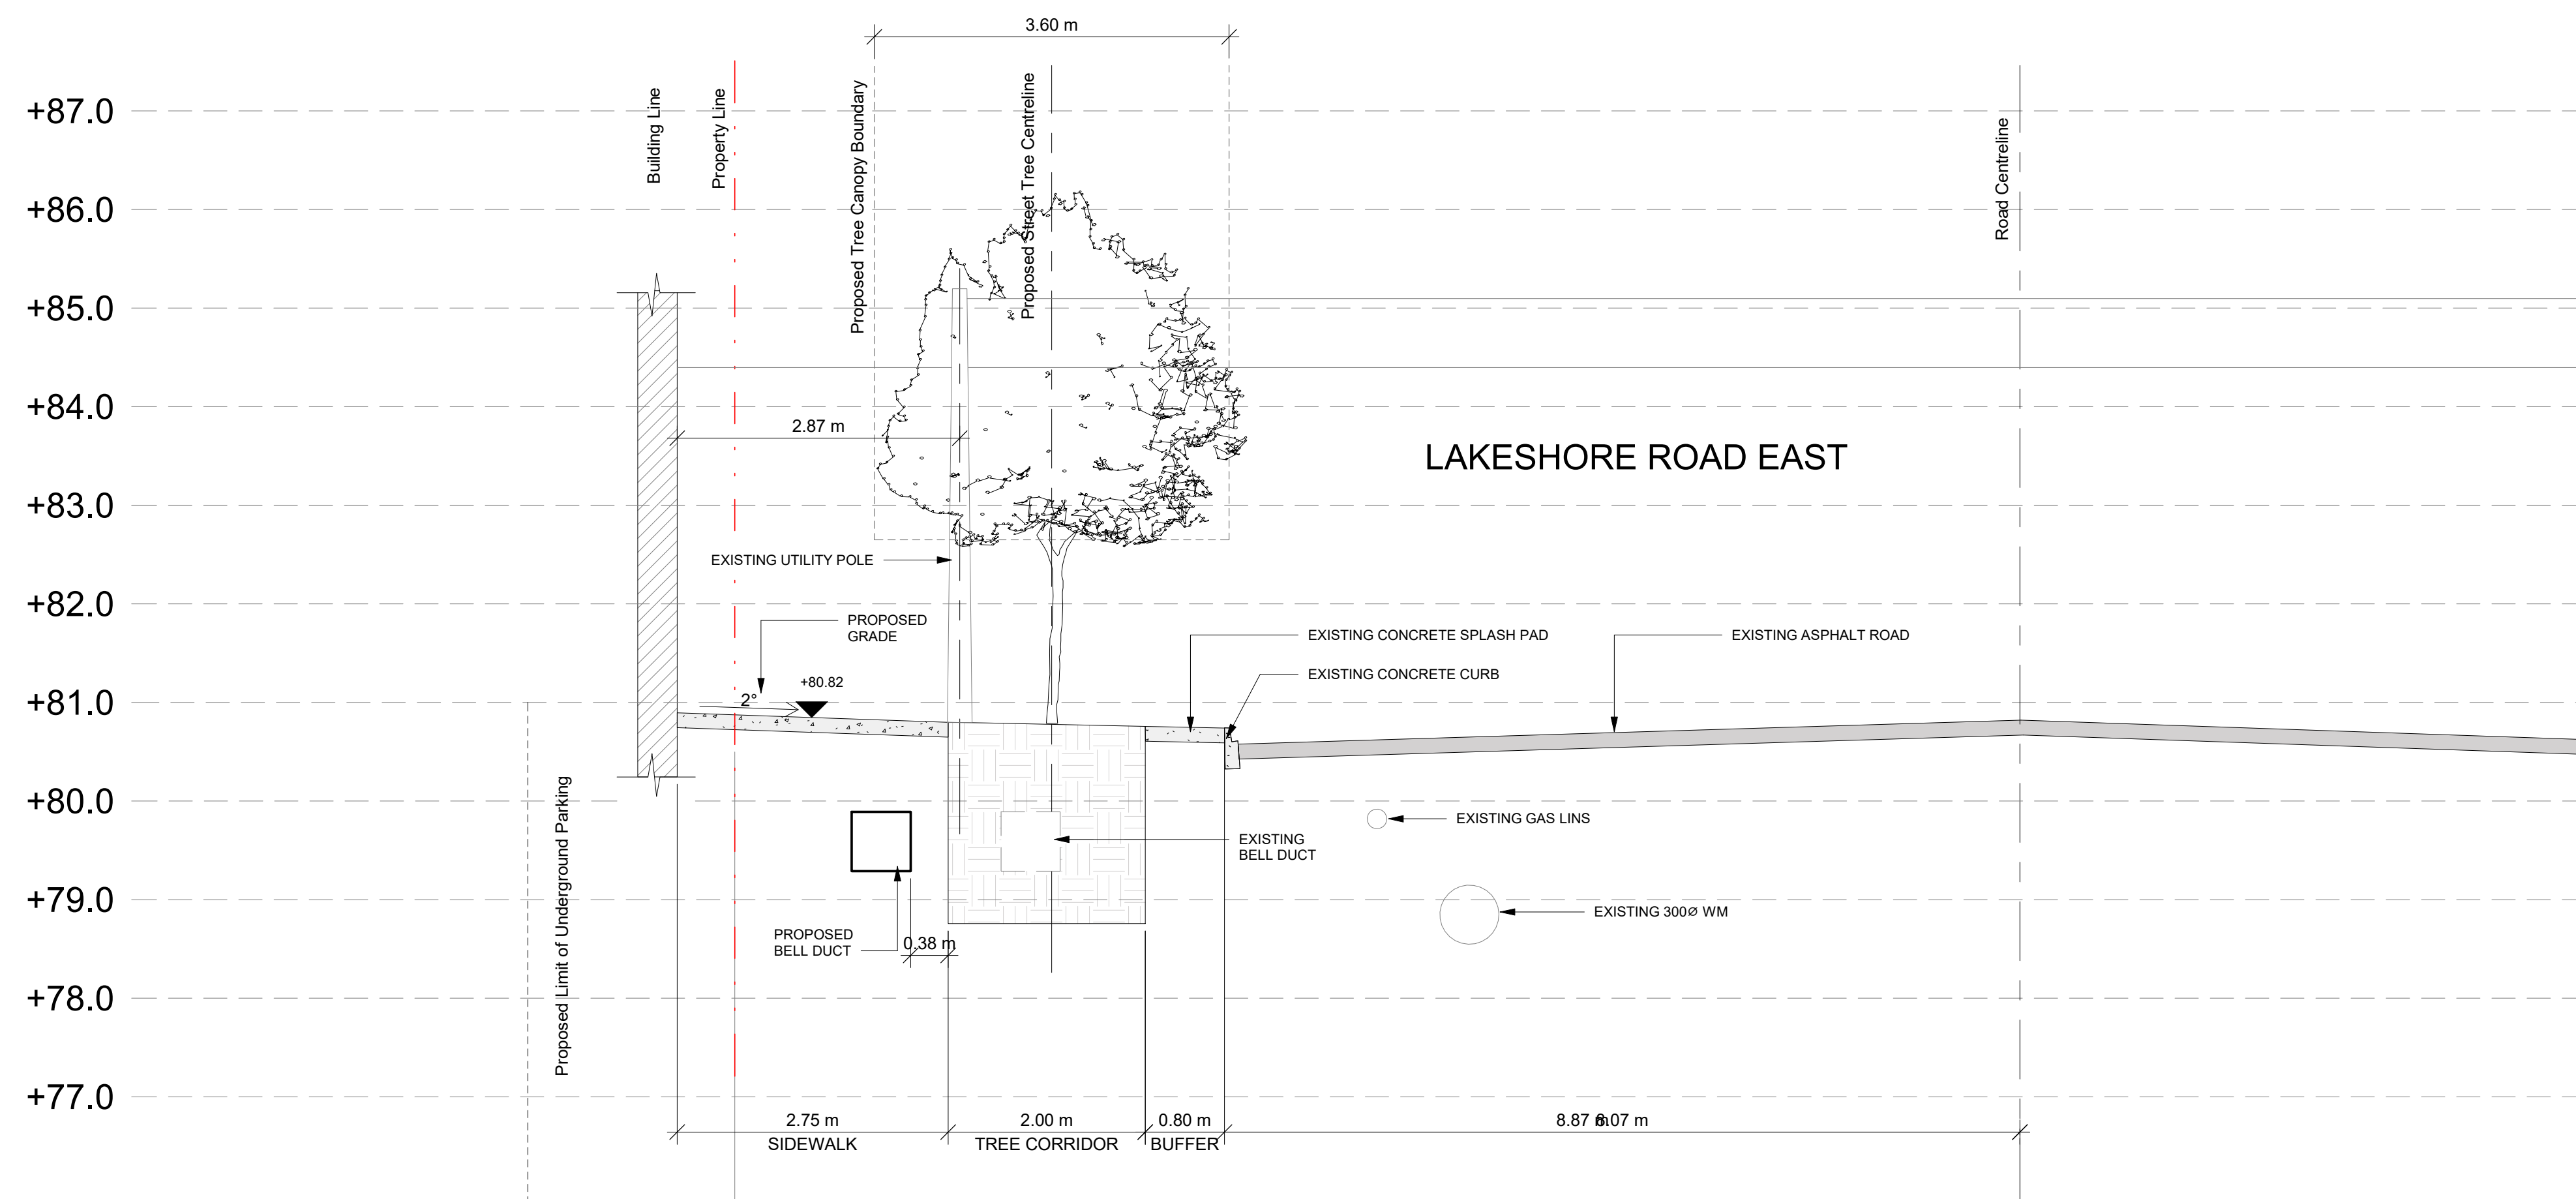 3.60 m
Building Line
Property Line
Proposed Tree Canopy Boundary
Proposed Street Tree Centreline
Road Centreline
+87.0
+86.0
+85.0
+84.0
2.87 m
LAKESHORE ROAD EAST
+83.0
EXISTING UTILITY POLE
+82.0
PROPOSED
GRADE
EXISTING CONCRETE SPLASH PAD
EXISTING ASPHALT ROAD
EXISTING CONCRETE CURB
+81.0
2°
+80.82
+80.0
Proposed Limit of Underground Parking
EXISTING GAS LINS
EXISTING
BELL DUCT
+79.0
EXISTING 300∅ WM
PROPOSED
BELL DUCT
0.38 m
+78.0
+77.0
2.75 m
SIDEWALK
2.00 m
TREE CORRIDOR
0.80 m
BUFFER
8.87 m